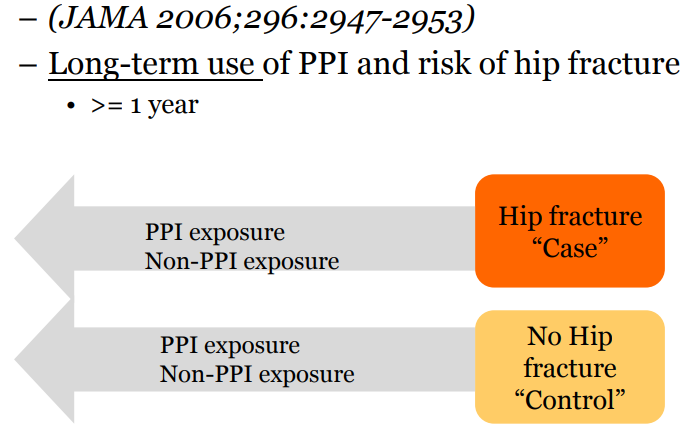 – (JAMA 2006;296:2947-2953)
– Long-term use of PPI and risk of hip fracture
• >= 1 year
PPI exposure
Non-PPI exposure
Hip fracture
“Case”
PPI exposure
Non-PPI exposure
No Hip
fracture
“Control”